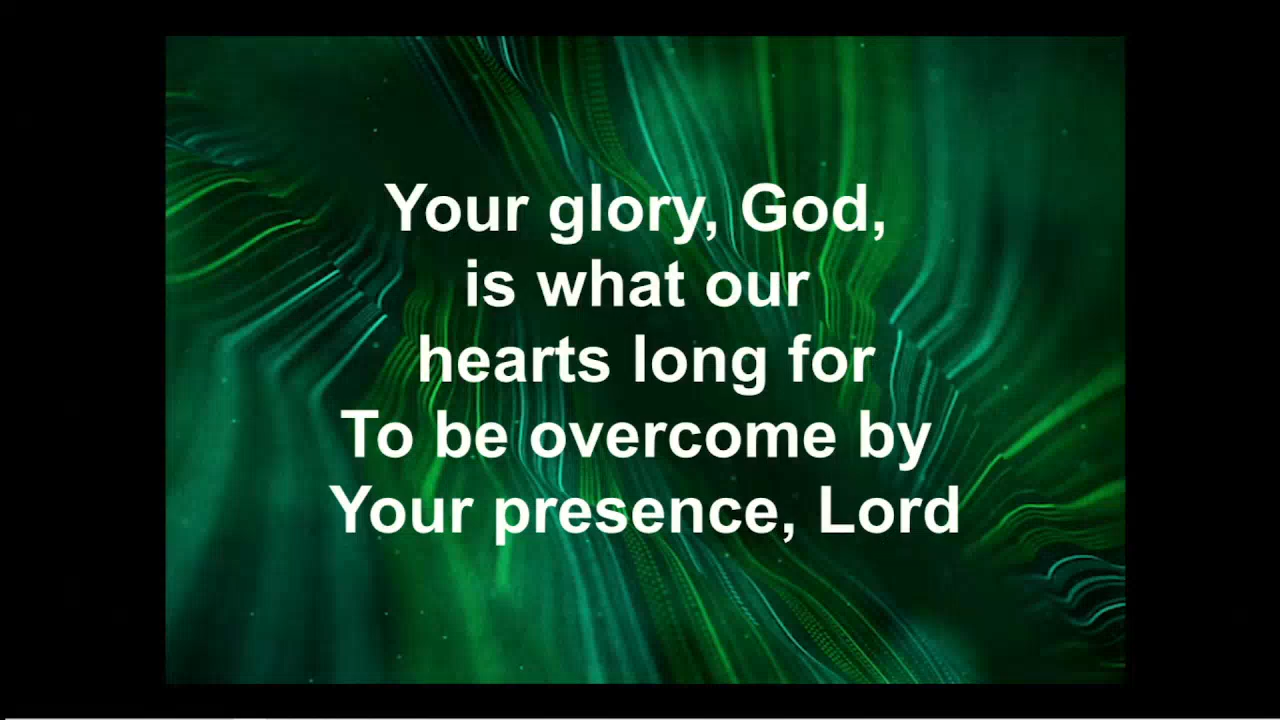 Your glory, God,
is what our
hearts long for
To be overcome by
Your presence, Lord